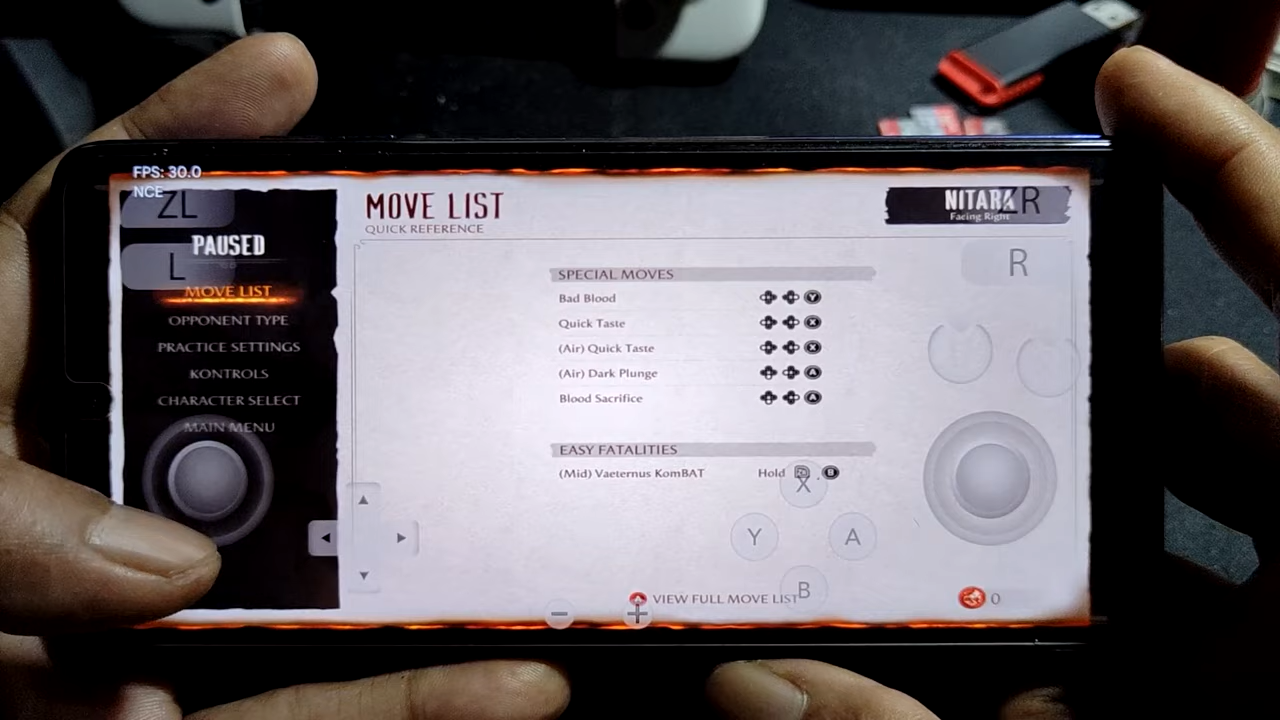 FPS: 30.0
NCE
ZL
PAUSED
L
MOVE LIST
OPPONENT TYPE
PRACTICE SETTINGS
KONTROLS
CHARACTER SELECT
MAIN MENU
MOVE LIST
QUICK REFERENCE
NITARA
Facing Right
ZR
R
SPECIAL MOVES
Bad Blood Y
Quick Taste X
(Air) Quick Taste X
(Air) Dark Plunge A
Blood Sacrifice A
EASY FATALITIES
(Mid) Vaeternus KomBAT Hold , B
X
Y
A
B
VIEW FULL MOVE LIST
0